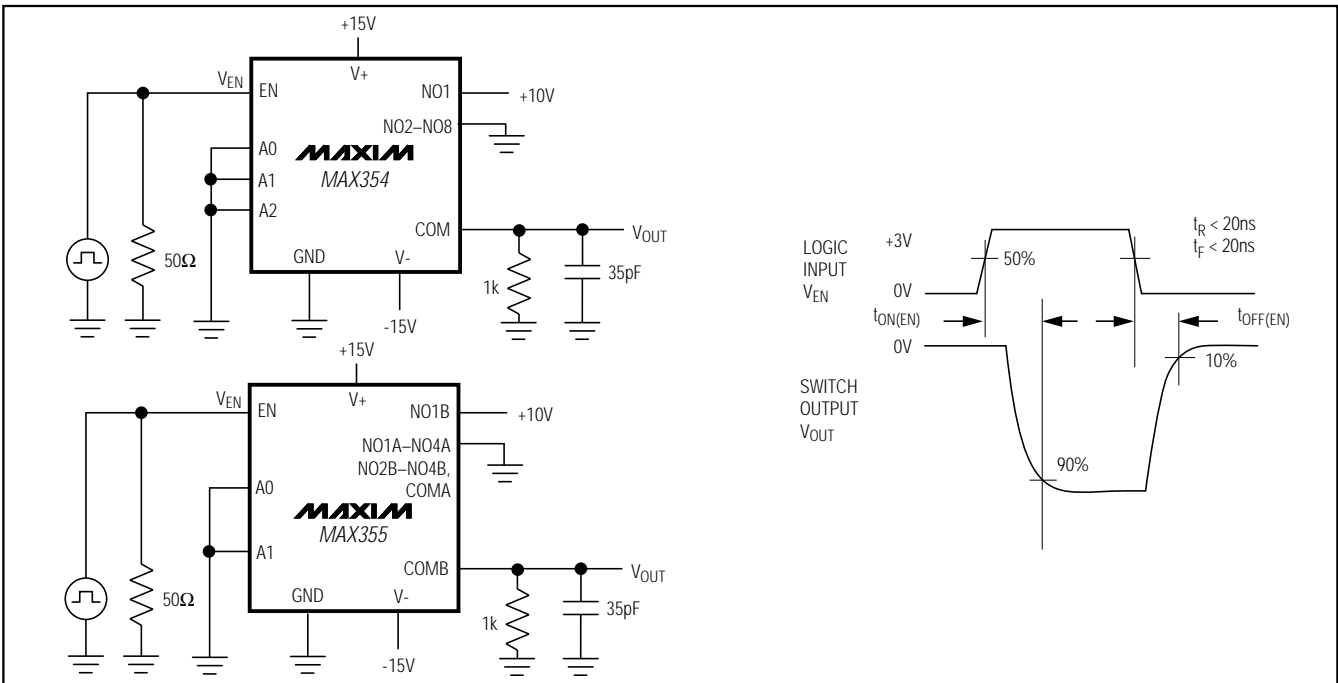 +15V
V+
VEN
EN
NO1
+10V
NO2–NO8
A0
MAXIM
MAX354
A1
A2
COM
VOUT
50Ω
GND
V-
1k
35pF
-15V
+15V
V+
VEN
EN
NO1B
+10V
NO1A–NO4A
NO2B–NO4B,
COMA
A0
MAXIM
MAX355
A1
COMB
VOUT
50Ω
GND
V-
1k
35pF
-15V
LOGIC
INPUT
VEN
+3V
50%
0V
tR < 20ns
tF < 20ns
tON(EN)
tOFF(EN)
0V
10%
SWITCH
OUTPUT
VOUT
90%